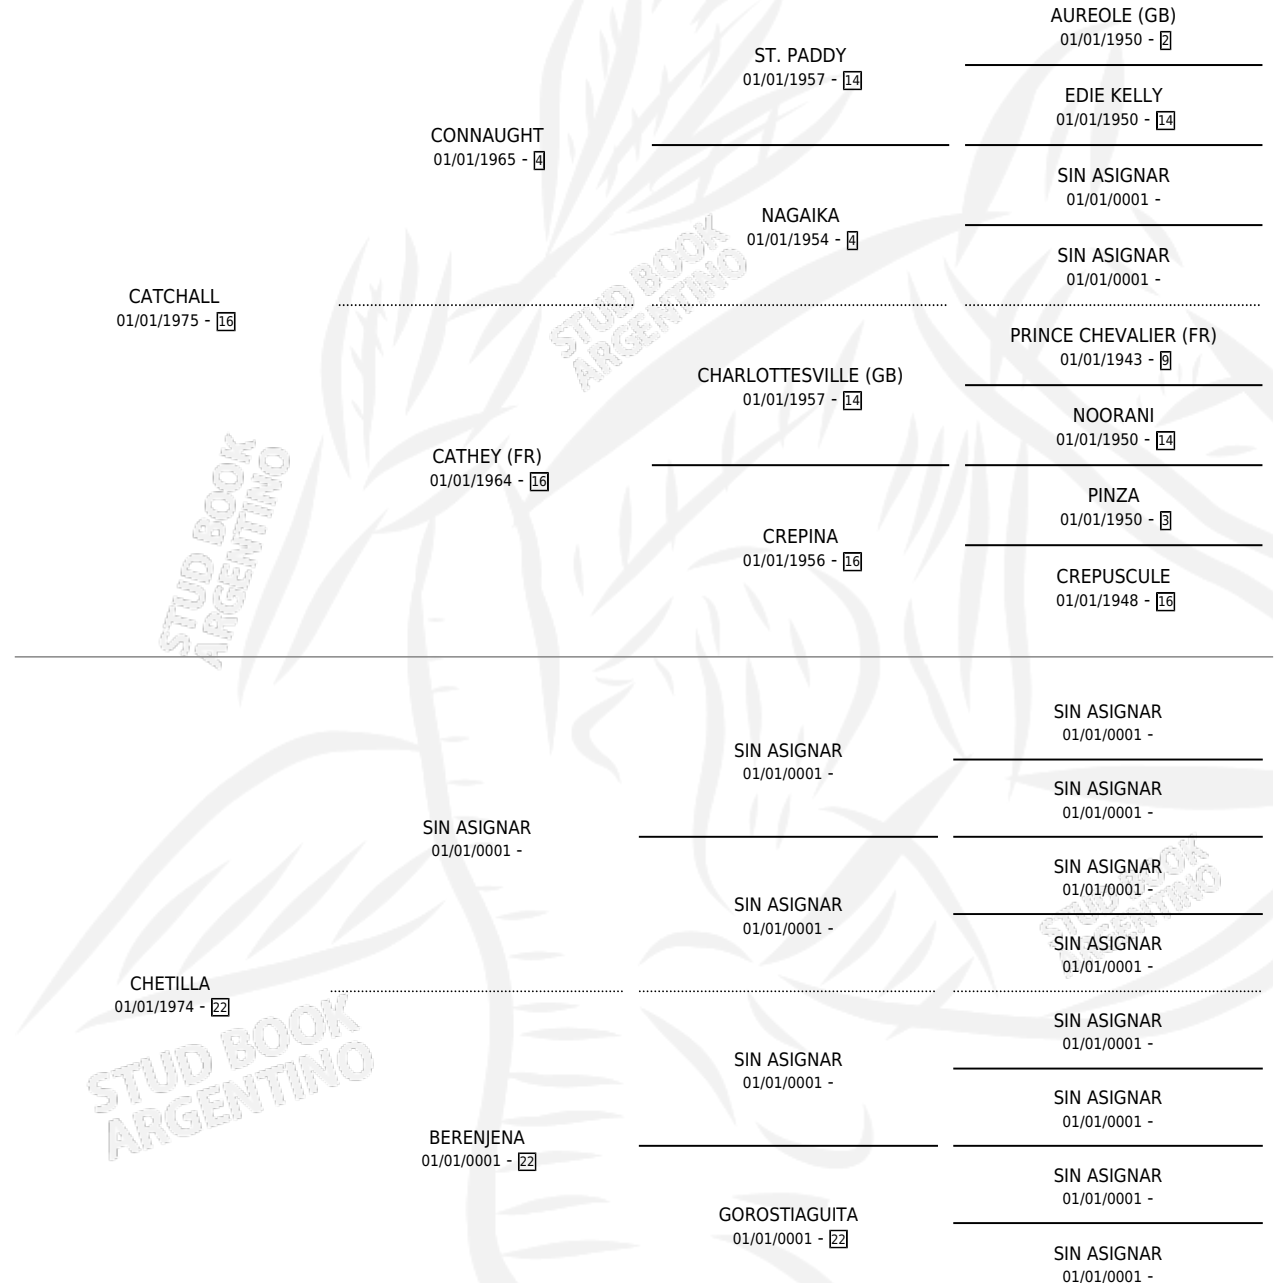 AUREOLE (GB)
01/01/1950 - 2
ST. PADDY
01/01/1957 - 14
EDIE KELLY
01/01/1950 - 14
CONNAUGHT
01/01/1965 - 4
SIN ASIGNAR
01/01/0001 -
NAGAIKA
01/01/1954 - 4
SIN ASIGNAR
01/01/0001 -
CATCHALL
01/01/1975 - 16
PRINCE CHEVALIER (FR)
01/01/1943 - 9
CHARLOTTESVILLE (GB)
01/01/1957 - 14
NOORANI
01/01/1950 - 14
CATHEY (FR)
01/01/1964 - 16
PINZA
01/01/1950 - 3
CREPINA
01/01/1956 - 16
CREPUSCULE
01/01/1948 - 16
STUD BOOK
ARGENTINO
STUD BOOK
ARGENTINO
SIN ASIGNAR
01/01/0001 -
SIN ASIGNAR
01/01/0001 -
SIN ASIGNAR
01/01/0001 -
SIN ASIGNAR
01/01/0001 -
SIN ASIGNAR
01/01/0001 -
SIN ASIGNAR
01/01/0001 -
SIN ASIGNAR
01/01/0001 -
STUD BOOK
ARGENTINO
CHETILLA
01/01/1974 - 22
SIN ASIGNAR
01/01/0001 -
SIN ASIGNAR
01/01/0001 -
SIN ASIGNAR
01/01/0001 -
BERENJENA
01/01/0001 - 22
SIN ASIGNAR
01/01/0001 -
GOROSTIAGUITA
01/01/0001 - 22
SIN ASIGNAR
01/01/0001 -
STUD BOOK
ARGENTINO